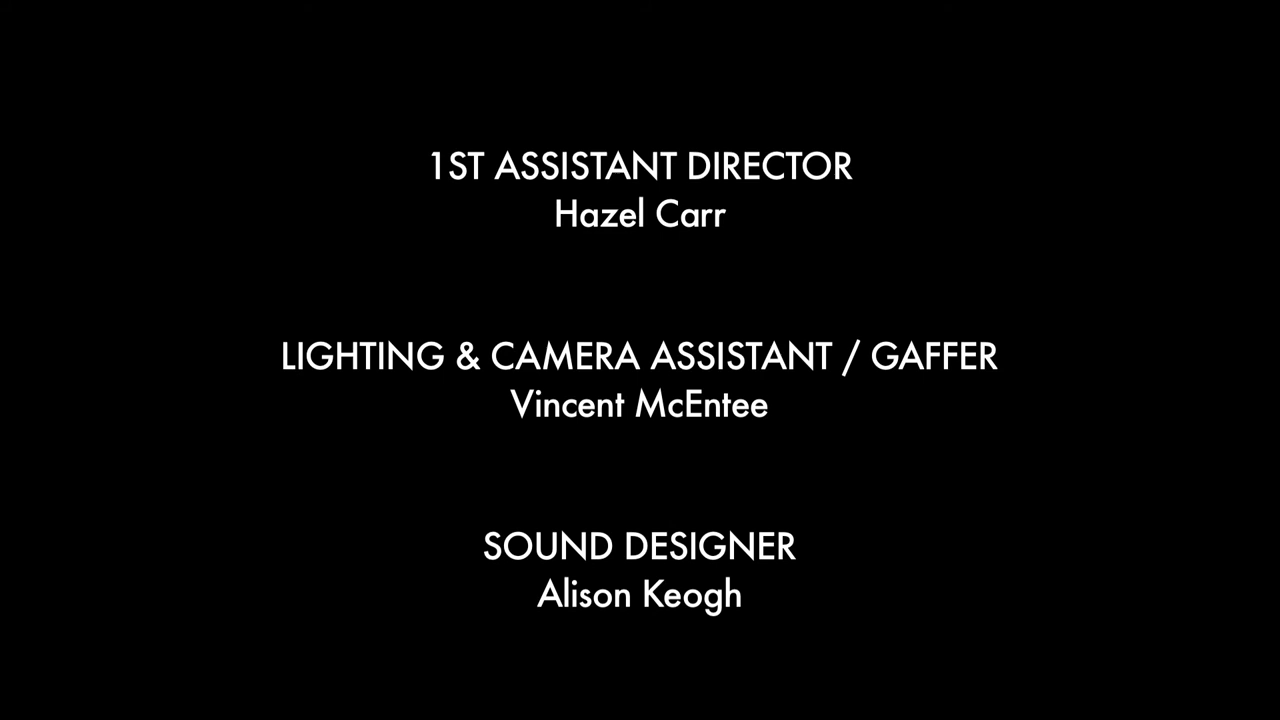 1ST ASSISTANT DIRECTOR
Hazel Carr
LIGHTING & CAMERA ASSISTANT / GAFFER
Vincent McEntee
SOUND DESIGNER
Alison Keogh